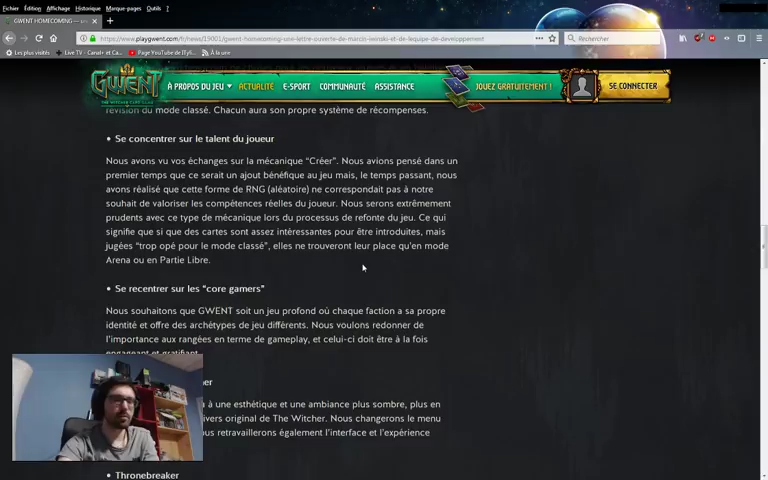 Fichier Édition Affichage Historique Marque-pages Outils
GWENT HOMECOMING —
https://www.playgwent.com/fr/news/19001/gwent-homecoming-une-lettre-ouverte-de-marcin-iwinski-et-de-lequipe-de-developpement
Rechercher
Les plus visités Live TV - Canal+ et Ca... Page YouTube de ITyli... À la une
GWENT
THE WITCHER CARD GAME
À PROPOS DU JEU ACTUALITÉ E-SPORT COMMUNAUTÉ ASSISTANCE JOUEZ GRATUITEMENT ! SE CONNECTER
révision du mode classé. Chacun aura son propre système de récompenses.
• Se concentrer sur le talent du joueur
Nous avons vu vos échanges sur la mécanique “Créer”. Nous avions pensé dans un
premier temps que ce serait un ajout bénéfique au jeu mais, le temps passant, nous
avons réalisé que cette forme de RNG (aléatoire) ne correspondait pas à notre
souhait de valoriser les compétences réelles du joueur. Nous serons extrêmement
prudents avec ce type de mécanique lors du processus de refonte du jeu. Ce qui
signifie que si que des cartes sont assez intéressantes pour être introduites, mais
jugées “trop opé pour le mode classé”, elles ne trouveront leur place qu’en mode
Arena ou en Partie Libre.
• Se recentrer sur les “core gamers”
Nous souhaitons que GWENT soit un jeu profond où chaque faction a sa propre
identité et offre des archétypes de jeu différents. Nous voulons redonner de
l’importance aux rangées en terme de gameplay, et celui-ci doit être à la fois
engageant et gratifiant.
her
à une esthétique et une ambiance plus sombre, plus en
ivers original de The Witcher. Nous changerons le menu
ous retravaillerons également l’interface et l’expérience
• Thronebreaker